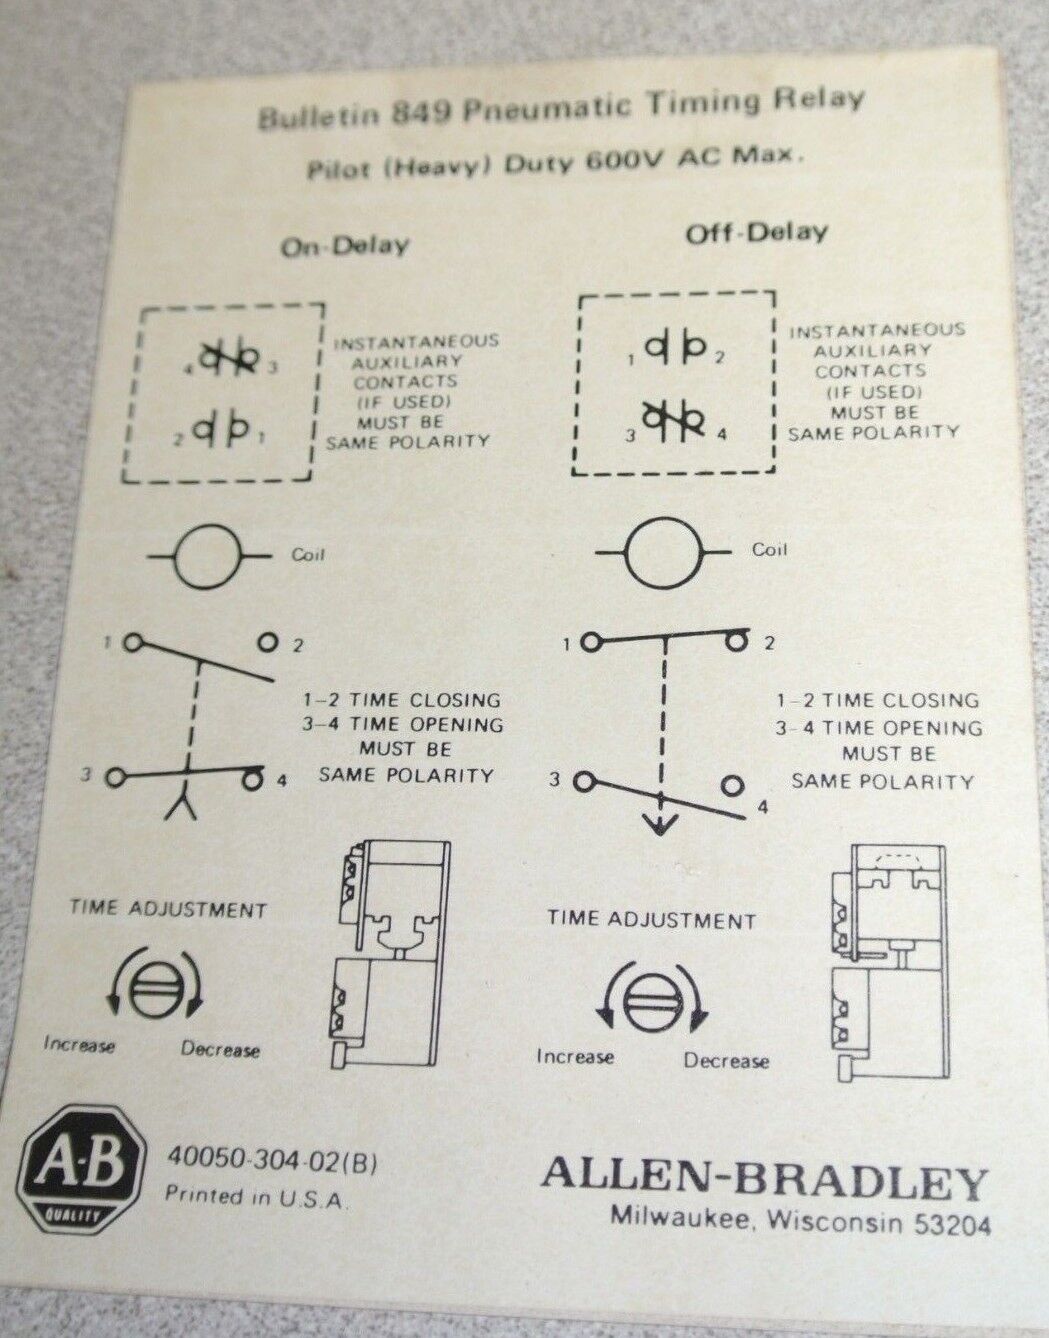 Bulletin 849 Pneumatic Timing Relay
Pilot (Heavy) Duty 600V AC Max.
On-Delay
4 3
2 1
INSTANTANEOUS
AUXILIARY
CONTACTS
(IF USED)
MUST BE
SAME POLARITY
Coil
1 2
3 4
1-2 TIME CLOSING
3-4 TIME OPENING
MUST BE
SAME POLARITY
TIME ADJUSTMENT
Increase Decrease
Off-Delay
1 2
3 4
INSTANTANEOUS
AUXILIARY
CONTACTS
(IF USED)
MUST BE
SAME POLARITY
Coil
1 2
3 4
1-2 TIME CLOSING
3-4 TIME OPENING
MUST BE
SAME POLARITY
TIME ADJUSTMENT
Increase Decrease
A-B
QUALITY
40050-304-02(B)
Printed in U.S.A.
ALLEN-BRADLEY
Milwaukee, Wisconsin 53204